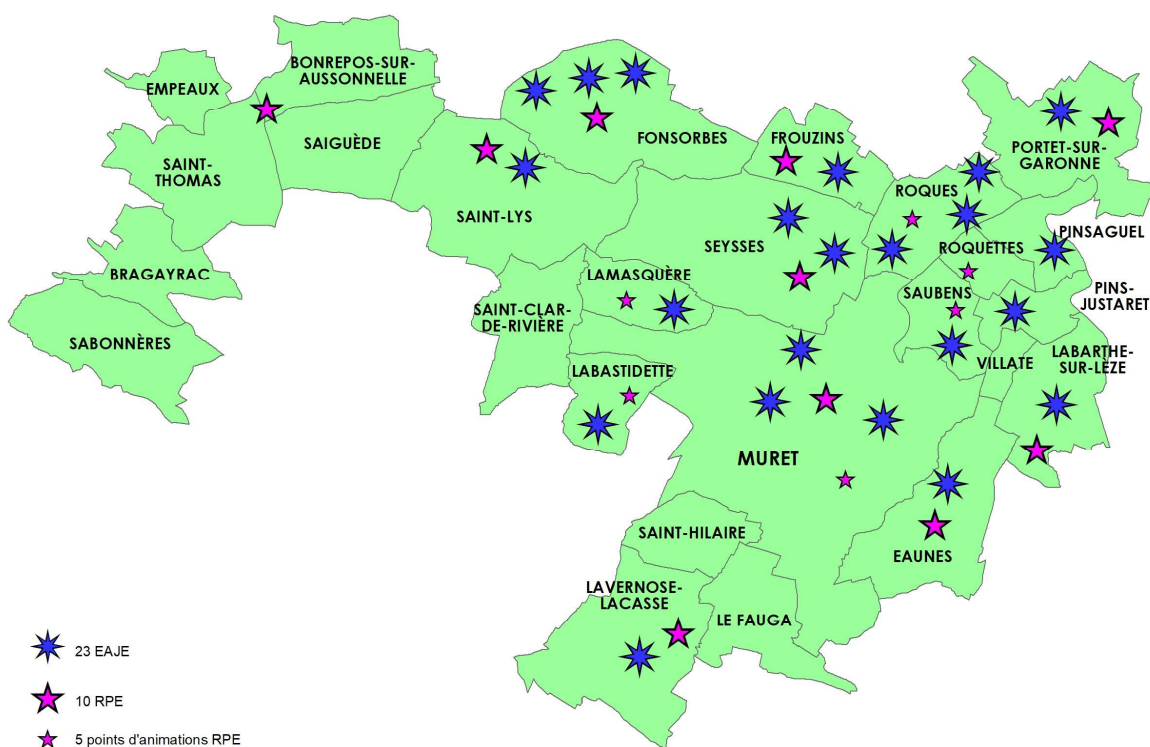 BONREPOS-SUR-
AUSSONNELLE
EMPEAUX
SAINT-
THOMAS
SAIGUÈDE
FONSORBES
FROUZINS
PORTET-SUR-
GARONNE
SAINT-LYS
SEYSSES
ROQUES
ROQUETTES
PINSAGUEL
BRAGAYRAC
LAMASQUÈRE
SAUBENS
PINS-
JUSTARET
SABONNÈRES
SAINT-CLAR-
DE-RIVIÈRE
LABASTIDETTE
VILLATE
LABARTHE-
SUR-LÈZE
MURET
SAINT-HILAIRE
EAUNES
LAVERNOSE-
LACASSE
LE FAUGA
23 EAJE
10 RPE
5 points d'animations RPE